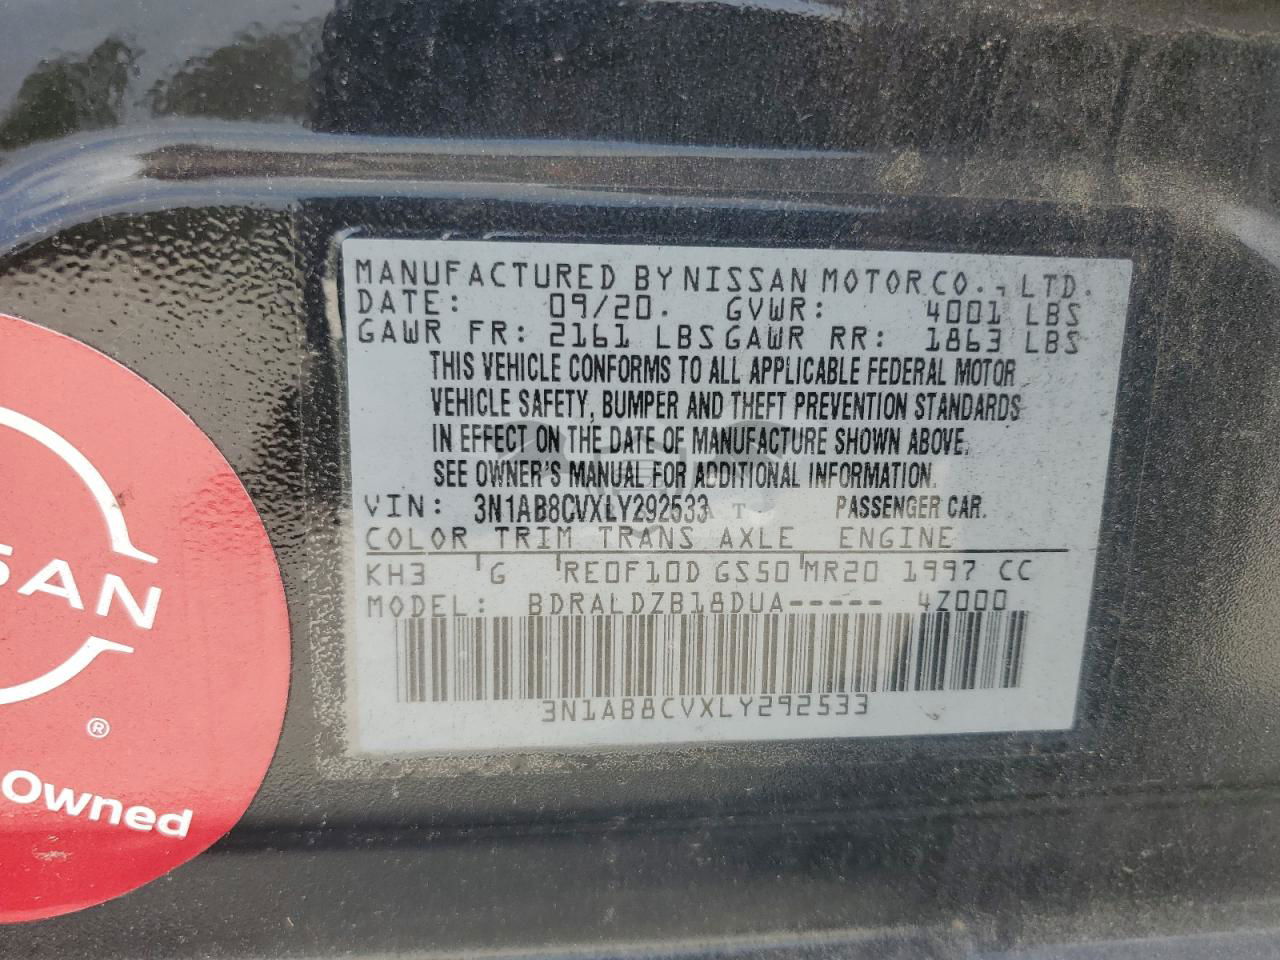 MANUFACTURED BY NISSAN MOTOR CO., LTD.
DATE: 09/20. GVWR: 4001 LBS
GAWR FR: 2161 LBS GAWR RR: 1863 LBS
THIS VEHICLE CONFORMS TO ALL APPLICABLE FEDERAL MOTOR
VEHICLE SAFETY, BUMPER AND THEFT PREVENTION STANDARDS
IN EFFECT ON THE DATE OF MANUFACTURE SHOWN ABOVE.
SEE OWNER'S MANUAL FOR ADDITIONAL INFORMATION.
VIN: 3N1AB8CVXLY292533 T PASSENGER CAR.
COLOR TRIM TRANS AXLE ENGINE
KH3 G RE0F10D GS50 MR20 1997 CC
MODEL: BDRALDZB18DUA----- 4Z000
3N1AB8CVXLY292533
SAN
®
Owned